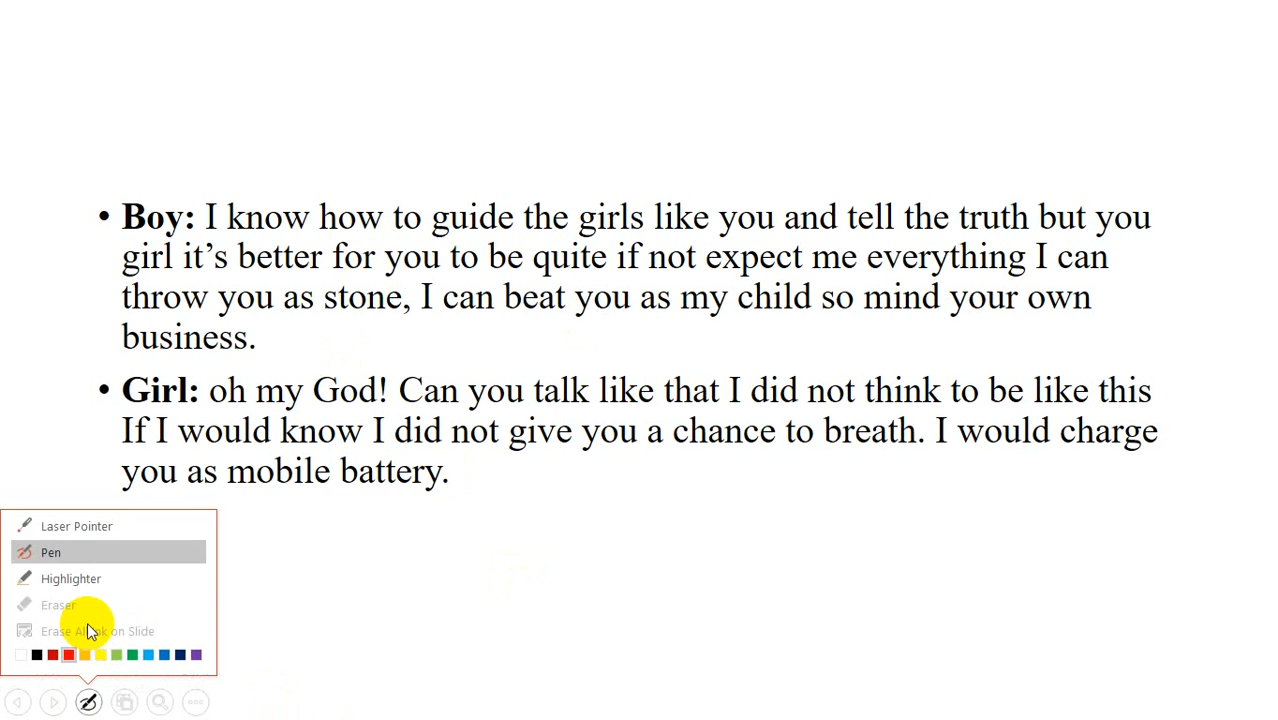 • Boy: I know how to guide the girls like you and tell the truth but you
girl it’s better for you to be quite if not expect me everything I can
throw you as stone, I can beat you as my child so mind your own
business.
• Girl: oh my God! Can you talk like that I did not think to be like this
If I would know I did not give you a chance to breath. I would charge
you as mobile battery.
Laser Pointer
Pen
Highlighter
Eraser
Erase All Ink on Slide